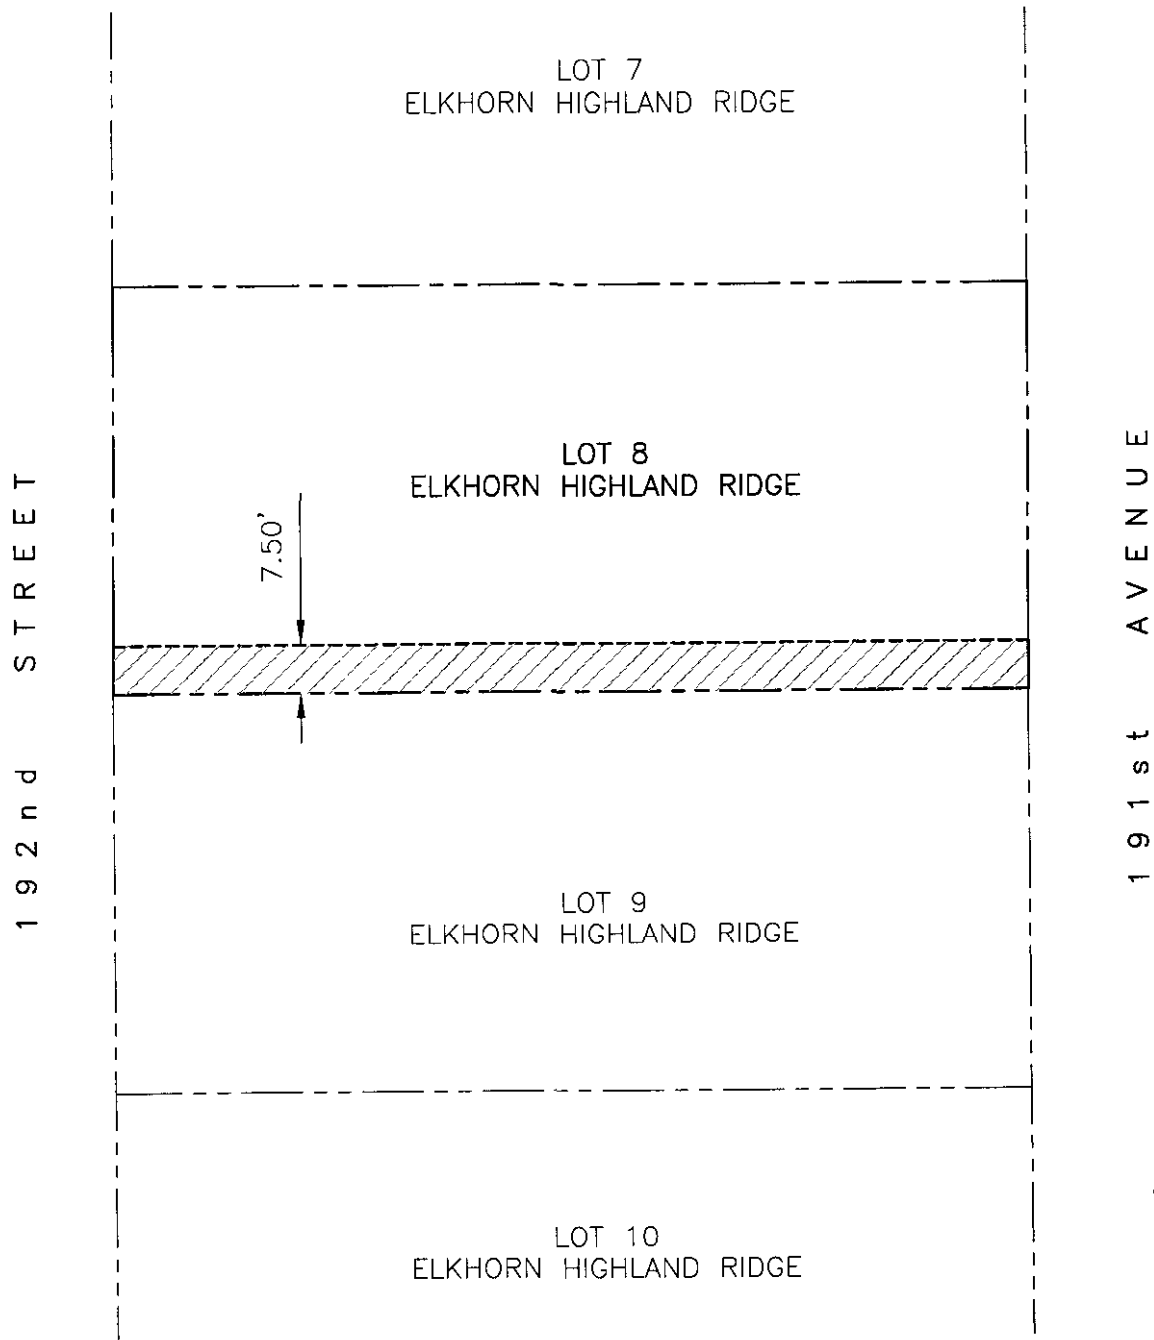 LOT 7
ELKHORN HIGHLAND RIDGE
LOT 8
ELKHORN HIGHLAND RIDGE
7.50'
192nd STREET
191st AVENUE
LOT 9
ELKHORN HIGHLAND RIDGE
LOT 10
ELKHORN HIGHLAND RIDGE